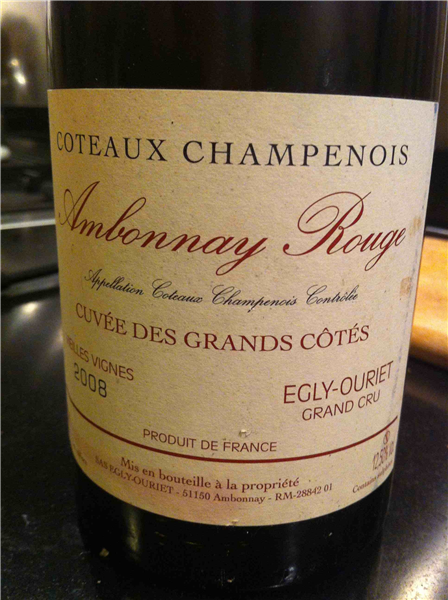 COTEAUX CHAMPENOIS
Ambonnay Rouge
Appellation Coteaux Champenois Contrôlée
CUVÉE DES GRANDS CÔTÉS
VIGNES
2008
EGLY-OURIET
GRAND CRU
PRODUIT DE FRANCE
Mis en bouteille à la propriété
EGLY-OURIET - 51150 Ambonnay - RM-28842 01